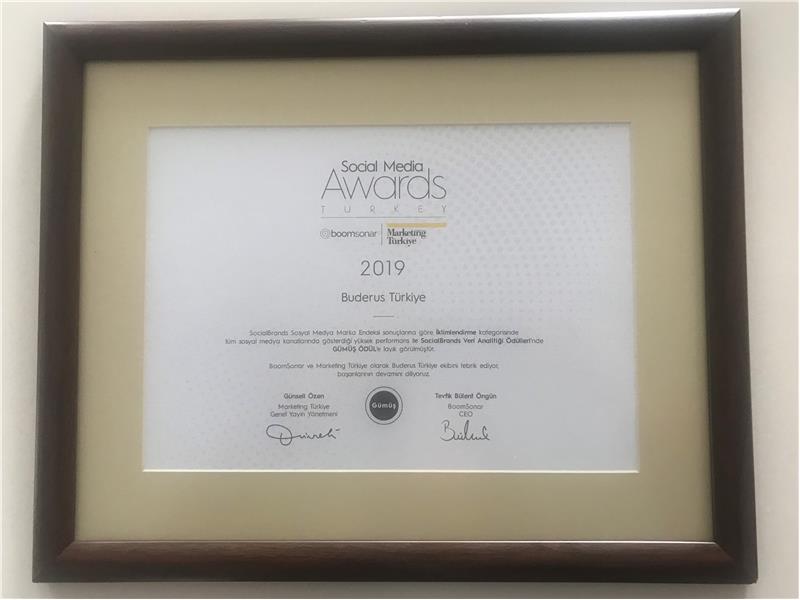 Social Media
Awards
TURKEY
boomsonar
Marketing
Türkiye
2019
Buderus Türkiye
SocialBrands Sosyal Medya Marka Endeksi sonuçlarına göre, İklimlendirme kategorisinde
tüm sosyal medya kanallarında gösterdiği yüksek performans ile SocialBrands Veri Analitiği Ödülleri'nde
GÜMÜŞ ÖDÜL'e layık görülmüştür.
BoomSonar ve Marketing Türkiye olarak Buderus Türkiye ekibini tebrik ediyor,
başarılarının devamını diliyoruz.
Günseli Özen
Marketing Türkiye
Genel Yayın Yönetmeni
Gümüş
Tevfik Bülent Öngün
BoomSonar
CEO